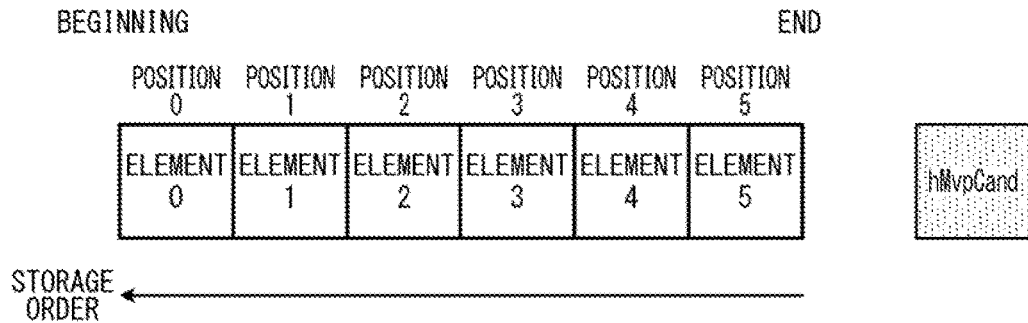 BEGINNING END
POSITION POSITION POSITION POSITION POSITION POSITION
0 1 2 3 4 5
ELEMENT ELEMENT ELEMENT ELEMENT ELEMENT ELEMENT
0 1 2 3 4 5
hMvpCand
STORAGE
ORDER